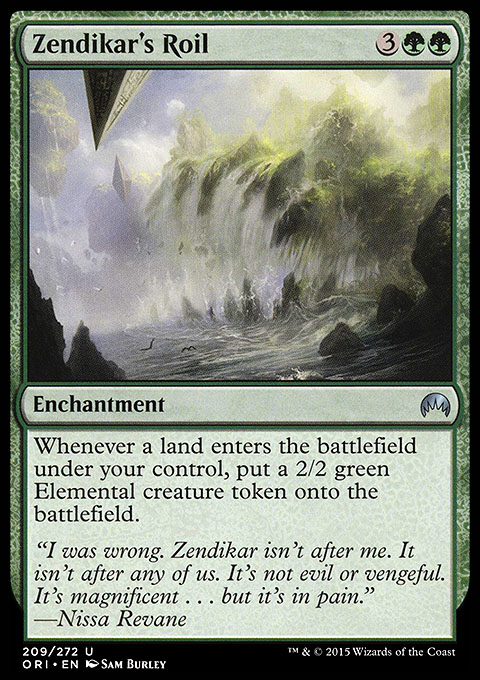 Zendikar's Roil 3
Enchantment
Whenever a land enters the battlefield
under your control, put a 2/2 green
Elemental creature token onto the
battlefield.
“I was wrong. Zendikar isn’t after me. It
isn’t after any of us. It’s not evil or vengeful.
It’s magnificent . . . but it’s in pain.”
—Nissa Revane
209/272 U
ORI • EN Sam Burley
™ & © 2015 Wizards of the Coast